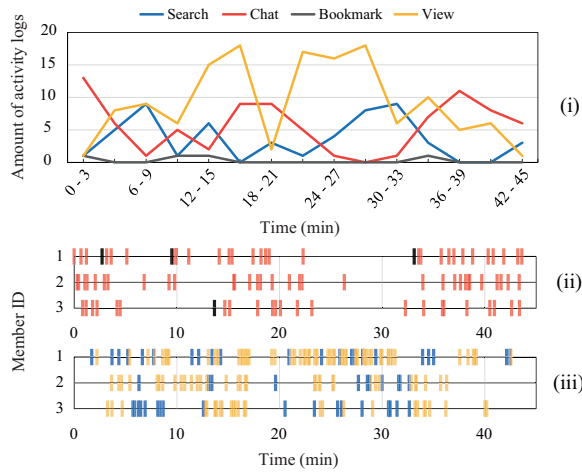 Search Chat Bookmark View
Amount of activity logs
20
15
10
5
0
0 - 3 6-9 12-15 18 - 21 24-27 30-33 36-39 42-45
Time (min)
(i)
Member ID
1
2
3
0 10 20 30 40
(ii)
1
2
3
0 10 20 30 40
Time (min)
(iii)